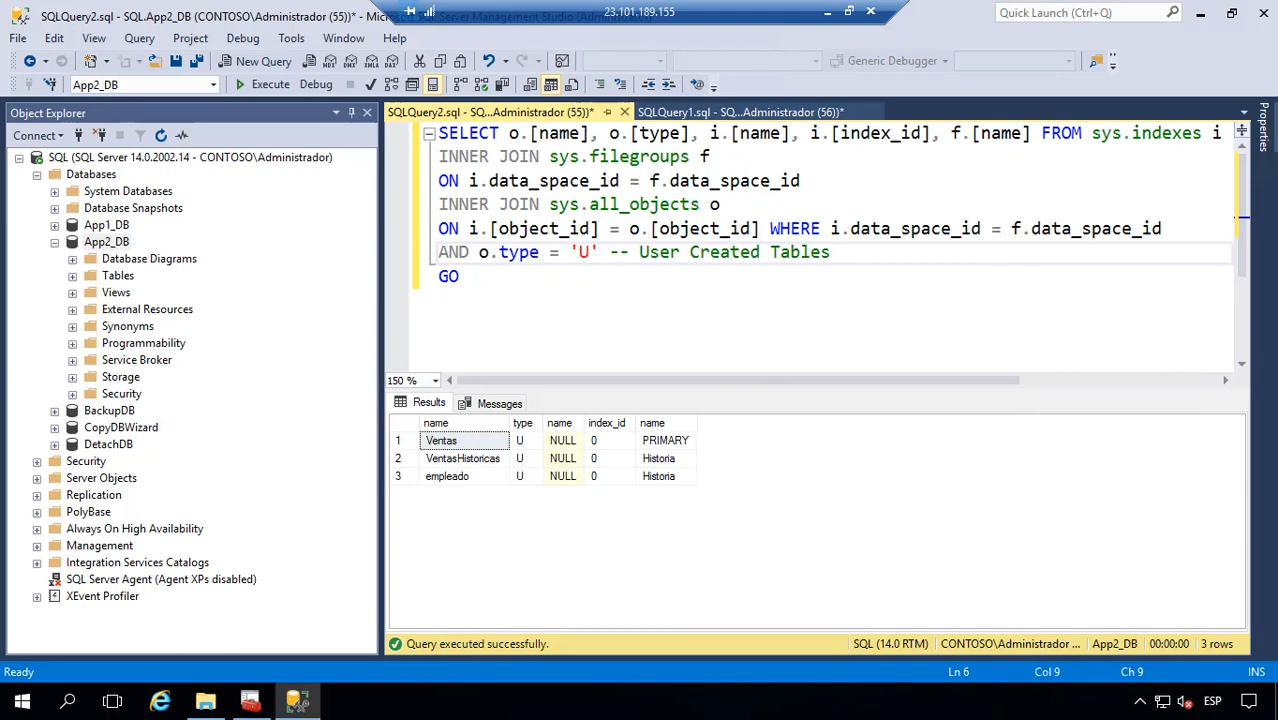 SQLQuery2.sql - SQL.App2_DB (CONTOSO\Administrador (55))* - Microsoft SQL Server Management Studio (Administrador)
23.101.189.155
Quick Launch (Ctrl+Q)
File Edit View Query Project Debug Tools Window Help
New Query
Generic Debugger
App2_DB
Execute Debug
Object Explorer
Connect
SQL (SQL Server 14.0.2002.14 - CONTOSO\Administrador)
Databases
System Databases
Database Snapshots
App1_DB
App2_DB
Database Diagrams
Tables
Views
External Resources
Synonyms
Programmability
Service Broker
Storage
Security
BackupDB
CopyDBWizard
DetachDB
Security
Server Objects
Replication
PolyBase
Always On High Availability
Management
Integration Services Catalogs
SQL Server Agent (Agent XPs disabled)
XEvent Profiler
SQLQuery2.sql - SQ...Administrador (55))*
SQLQuery1.sql - SQ...Administrador (56))*
Properties
SELECT o.[name], o.[type], i.[name], i.[index_id], f.[name] FROM sys.indexes i
INNER JOIN sys.filegroups f
ON i.data_space_id = f.data_space_id
INNER JOIN sys.all_objects o
ON i.[object_id] = o.[object_id] WHERE i.data_space_id = f.data_space_id
AND o.type = 'U' -- User Created Tables
GO
150 %
Results Messages
name type name index_id name
1 Ventas U NULL 0 PRIMARY
2 VentasHistoricas U NULL 0 Historia
3 empleado U NULL 0 Historia
Query executed successfully.
SQL (14.0 RTM) CONTOSO\Administrador ... App2_DB 00:00:00 3 rows
Ready
Ln 6 Col 9 Ch 9 INS
ESP